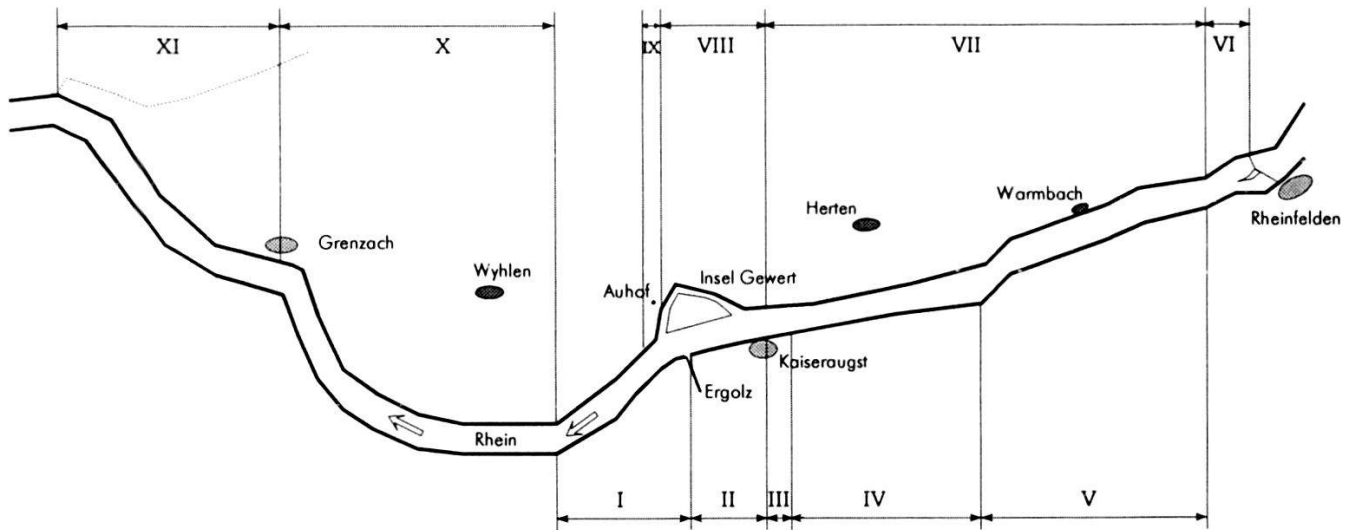 XI
X
IX
VIII
VII
VI
Warmbach
Herten
Rheinfelden
Grenzach
Wyhlen
Auhof
Insel Gewert
Kaiseraugst
Ergolz
Rhein
I
II
III
IV
V